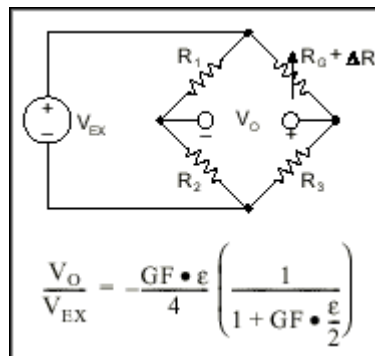 R1
RG + ΔR
+
−
VEX
−
VO
+
R2
R3
VO/VEX = −(GF • ε)/4 (1/(1 + GF • ε/2))